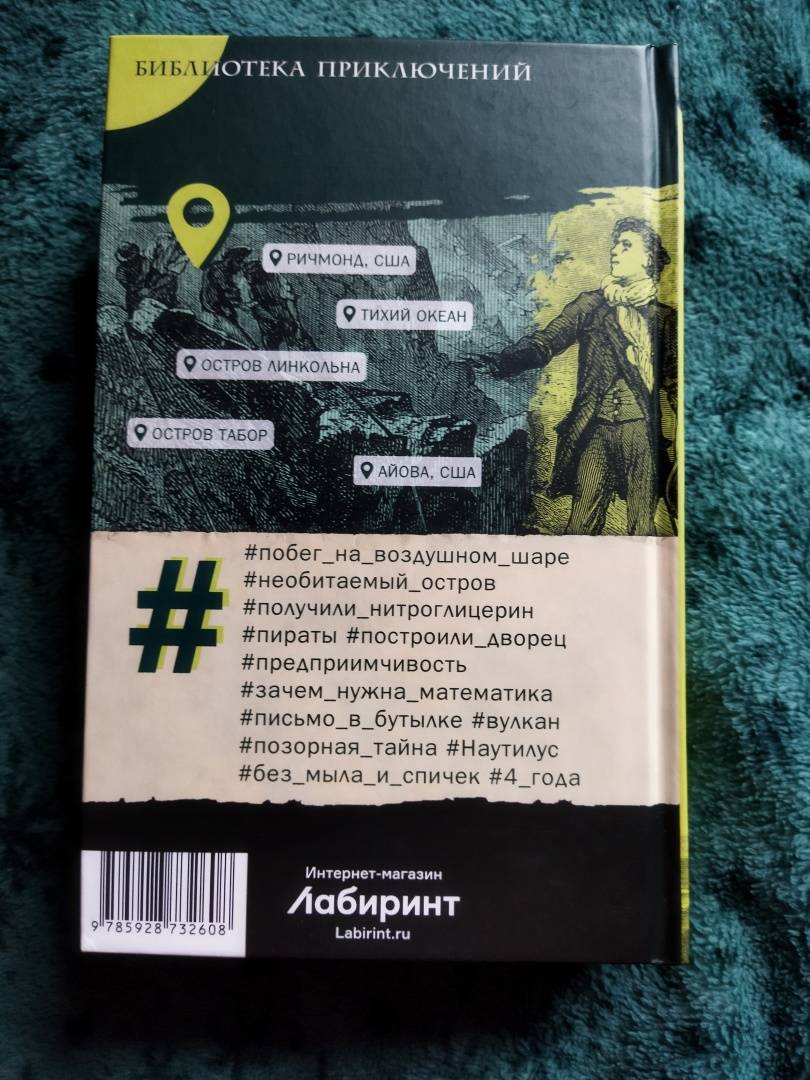 БИБЛИОТЕКА ПРИКЛЮЧЕНИЙ
РИЧМОНД, США
ТИХИЙ ОКЕАН
ОСТРОВ ЛИНКОЛЬНА
ОСТРОВ ТАБОР
АЙОВА, США
#
#побег_на_воздушном_шаре
#необитаемый_остров
#получили_нитроглицерин
#пираты #построили_дворец
#предприимчивость
#зачем_нужна_математика
#письмо_в_бутылке #вулкан
#позорная_тайна #Наутилус
#без_мыла_и_спичек #4_года
9 785928 732608
Интернет-магазин
Лабиринт
Labirint.ru